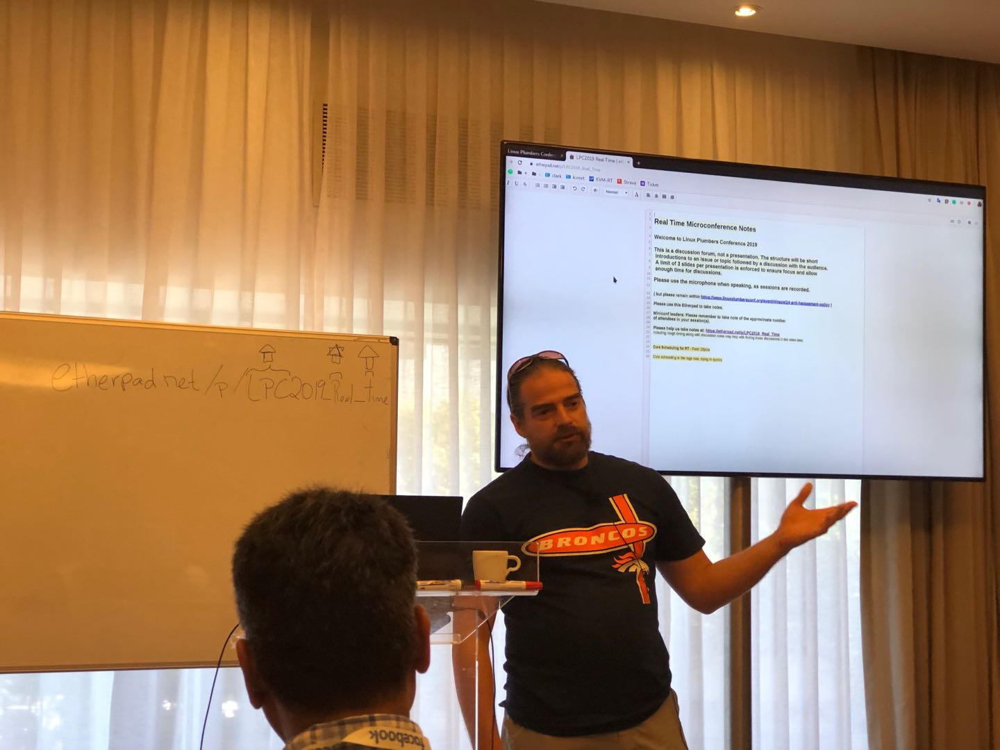 Linux Plumbers Confere
LPC2019 Real Time | eth
etherpad.net/p/LPC2019_Real_Time
clark
kvmrt
KVM-RT
Strava
Ticket
Normal
Real Time Microconference Notes
Welcome to Linux Plumbers Conference 2019
This is a discussion forum, not a presentation. The structure will be short
introductions to an issue or topic followed by a discussion with the audience.
A limit of 3 slides per presentation is enforced to ensure focus and allow
enough time for discussions.
Please use the microphone when speaking, as sessions are recorded.
( but please remain within https://www.linuxplumbersconf.org/event/4/page/24-anti-harassment-policy )
Please use this Etherpad to take notes.
Miniconf leaders: Please remember to take note of the approximate number
of attendees in your session(s).
Please help us take notes at: https://etherpad.net/p/LPC2019_Real_Time
Including rough timing along with discussion notes may help with finding those discussions in the video later.
Core Scheduling for RT - Peter Zijlstra
Core scheduling is the rage now, trying to
etherpad.net/p/LPC2019_Real_Time
BRONCOS
facebook